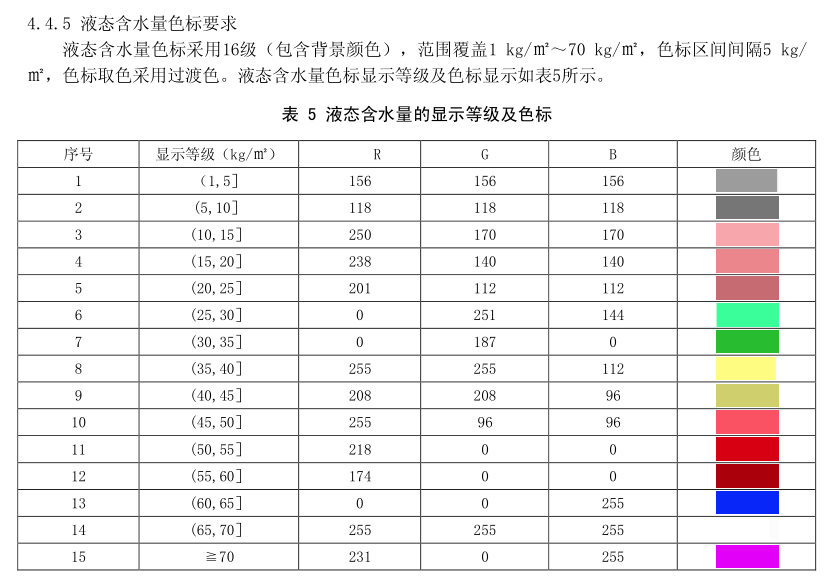 4.4.5 液态含水量色标要求
液态含水量色标采用16级（包含背景颜色），范围覆盖1 kg/㎡～70 kg/㎡，色标区间间隔5 kg/
㎡，色标取色采用过渡色。液态含水量色标显示等级及色标显示如表5所示。
表 5 液态含水量的显示等级及色标
序号 显示等级（kg/㎡） R G B 颜色
1 （1,5］ 156 156 156
2 (5,10］ 118 118 118
3 (10,15］ 250 170 170
4 (15,20］ 238 140 140
5 (20,25］ 201 112 112
6 (25,30］ 0 251 144
7 (30,35］ 0 187 0
8 (35,40］ 255 255 112
9 (40,45］ 208 208 96
10 (45,50］ 255 96 96
11 (50,55］ 218 0 0
12 (55,60］ 174 0 0
13 (60,65］ 0 0 255
14 (65,70］ 255 255 255
15 ≧70 231 0 255